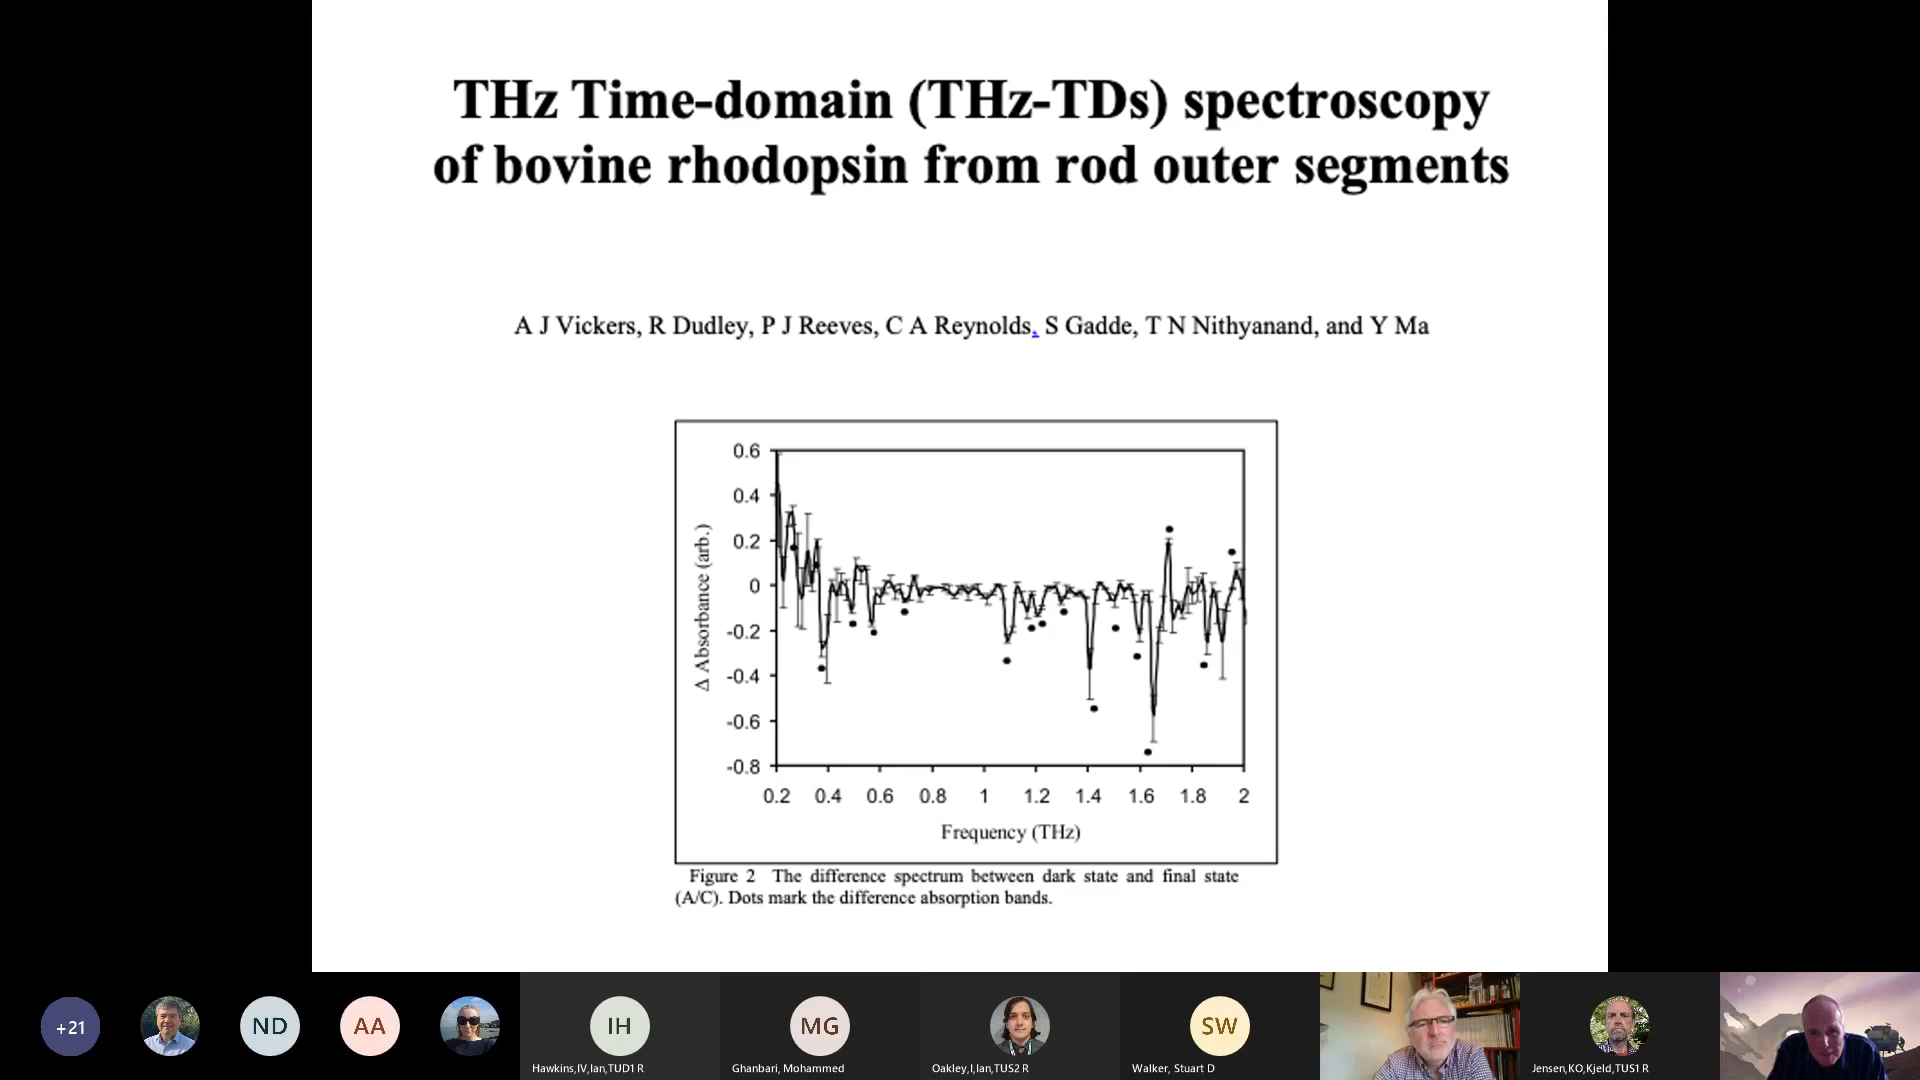 THz Time-domain (THz-TDs) spectroscopy
of bovine rhodopsin from rod outer segments
A J Vickers, R Dudley, P J Reeves, C A Reynolds, S Gadde, T N Nithyanand, and Y Ma
0.6
0.4
0.2
0
-0.2
-0.4
-0.6
-0.8
Δ Absorbance (arb.)
0.2 0.4 0.6 0.8 1 1.2 1.4 1.6 1.8 2
Frequency (THz)
Figure 2 The difference spectrum between dark state and final state
(A/C). Dots mark the difference absorption bands.
+21 ND AA IH MG SW
Hawkins,IV,Ian,TUD1 R Ghanbari, Mohammed Oakley,I,Ian,TUS2 R Walker, Stuart D Jensen,KO,Kjeld,TUS1 R